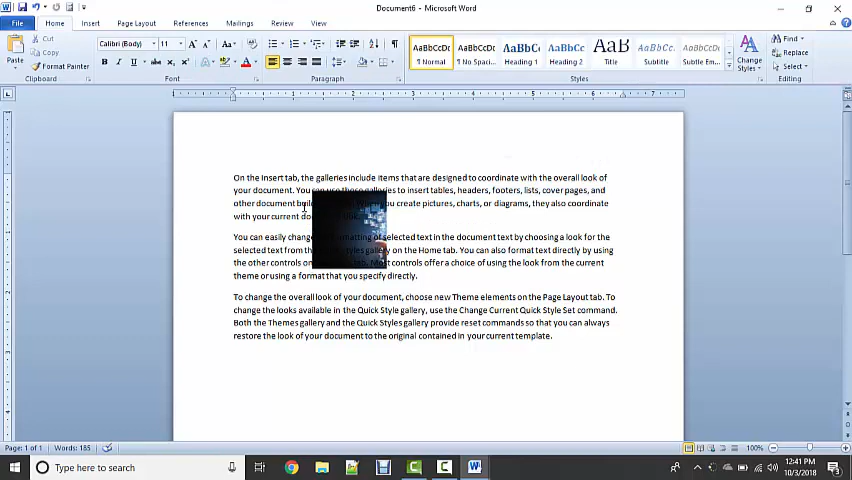 Document6 - Microsoft Word
File Home Insert Page Layout References Mailings Review View
Paste Cut Copy Format Painter Clipboard
Calibri (Body) 11 Font
Paragraph
AaBbCcDc ¶ Normal
AaBbCcDc ¶ No Spaci...
AaBbCc Heading 1
AaBbCc Heading 2
AaB Title
AaBbCc. Subtitle
AaBbCcDc Subtle Em...
Change Styles
Styles
Find Replace Select Editing
On the Insert tab, the galleries include items that are designed to coordinate with the overall look of
your document. You can use these galleries to insert tables, headers, footers, lists, cover pages, and
other document you create pictures, charts, or diagrams, they also coordinate
with your current
You can easily change of selected text in the document text by choosing a look for the
selected text from the on the Home tab. You can also format text directly by using
the other controls on Most controls offer a choice of using the look from the current
theme or using a format that you specify directly.
To change the overall look of your document, choose new Theme elements on the Page Layout tab. To
change the looks available in the Quick Style gallery, use the Change Current Quick Style Set command.
Both the Themes gallery and the Quick Styles gallery provide reset commands so that you can always
restore the look of your document to the original contained in your current template.
Page: 1 of 1 Words: 185 100%
Type here to search
12:41 PM
10/3/2018